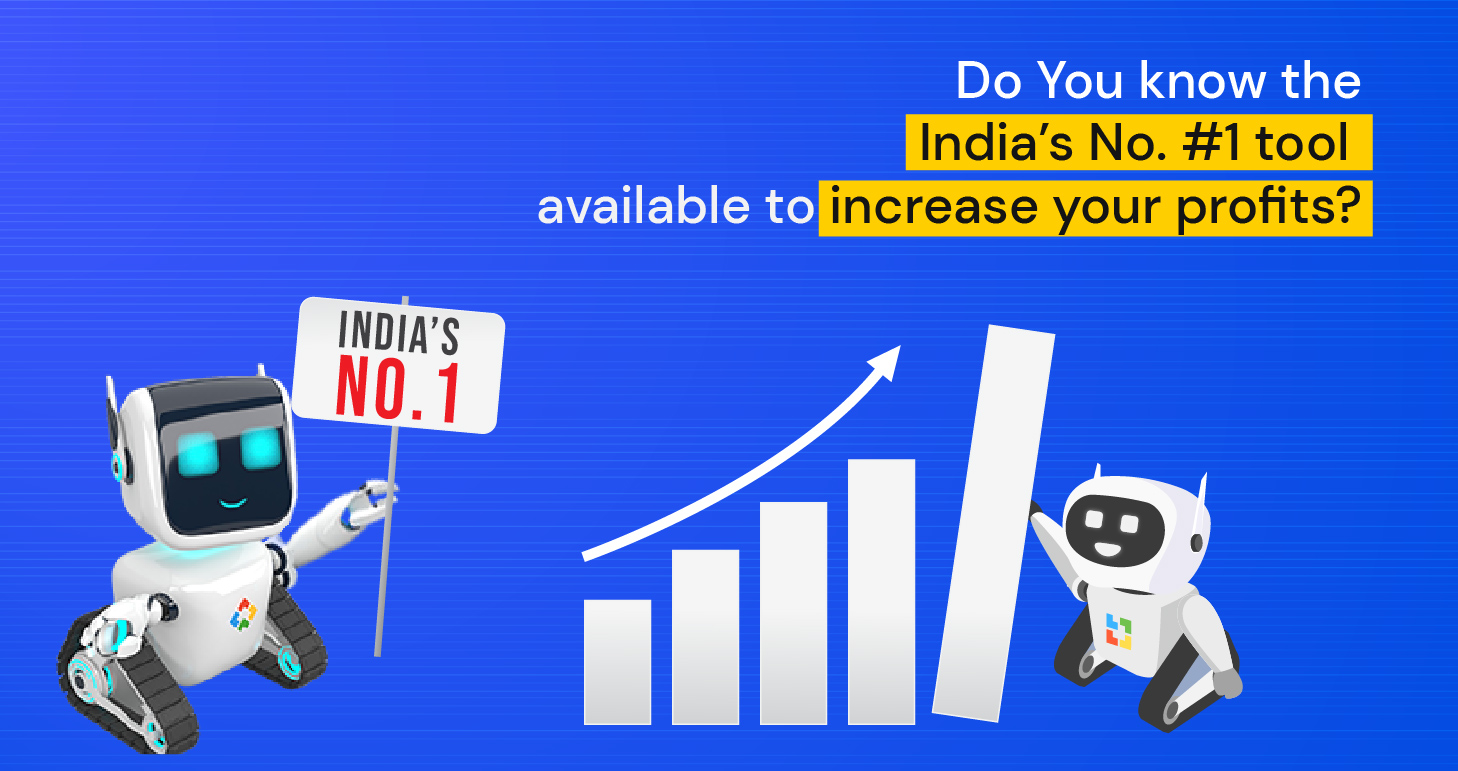 Do You know the
India's No. #1 tool
available to increase your profits?
INDIA'S
NO.1